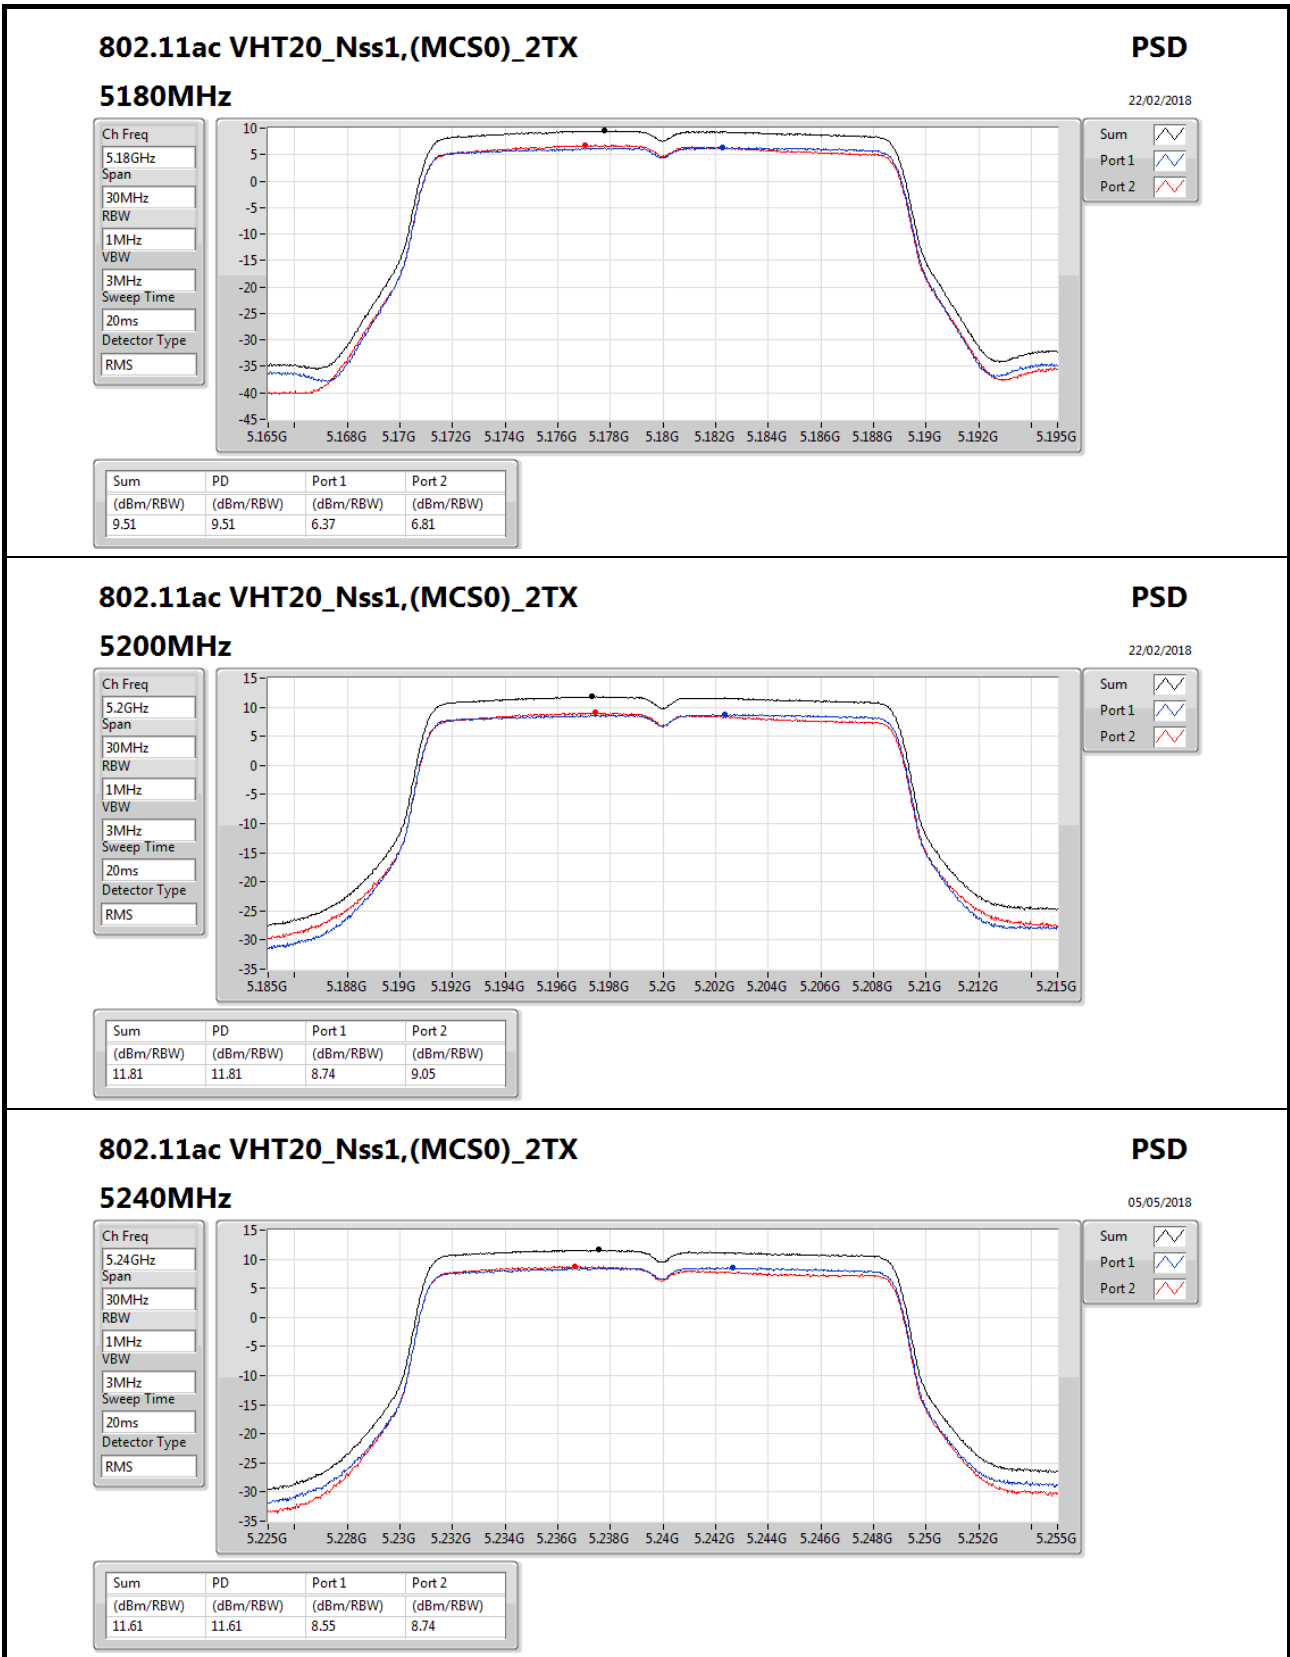 802.11ac VHT20_Nss1,(MCS0)_2TX PSD
5180MHz 22/02/2018
Ch Freq
5.18GHz
Span
30MHz
RBW
1MHz
VBW
3MHz
Sweep Time
20ms
Detector Type
RMS
10
5
0
-5
-10
-15
-20
-25
-30
-35
-40
-45
5.165G 5.168G 5.17G 5.172G 5.174G 5.176G 5.178G 5.18G 5.182G 5.184G 5.186G 5.188G 5.19G 5.192G 5.195G
Sum
Port 1
Port 2
Sum PD Port 1 Port 2
(dBm/RBW) (dBm/RBW) (dBm/RBW) (dBm/RBW)
9.51 9.51 6.37 6.81
802.11ac VHT20_Nss1,(MCS0)_2TX PSD
5200MHz 22/02/2018
Ch Freq
5.2GHz
Span
30MHz
RBW
1MHz
VBW
3MHz
Sweep Time
20ms
Detector Type
RMS
15
10
5
0
-5
-10
-15
-20
-25
-30
-35
5.185G 5.188G 5.19G 5.192G 5.194G 5.196G 5.198G 5.2G 5.202G 5.204G 5.206G 5.208G 5.21G 5.212G 5.215G
Sum
Port 1
Port 2
Sum PD Port 1 Port 2
(dBm/RBW) (dBm/RBW) (dBm/RBW) (dBm/RBW)
11.81 11.81 8.74 9.05
802.11ac VHT20_Nss1,(MCS0)_2TX PSD
5240MHz 05/05/2018
Ch Freq
5.24GHz
Span
30MHz
RBW
1MHz
VBW
3MHz
Sweep Time
20ms
Detector Type
RMS
15
10
5
0
-5
-10
-15
-20
-25
-30
-35
5.225G 5.228G 5.23G 5.232G 5.234G 5.236G 5.238G 5.24G 5.242G 5.244G 5.246G 5.248G 5.25G 5.252G 5.255G
Sum
Port 1
Port 2
Sum PD Port 1 Port 2
(dBm/RBW) (dBm/RBW) (dBm/RBW) (dBm/RBW)
11.61 11.61 8.55 8.74